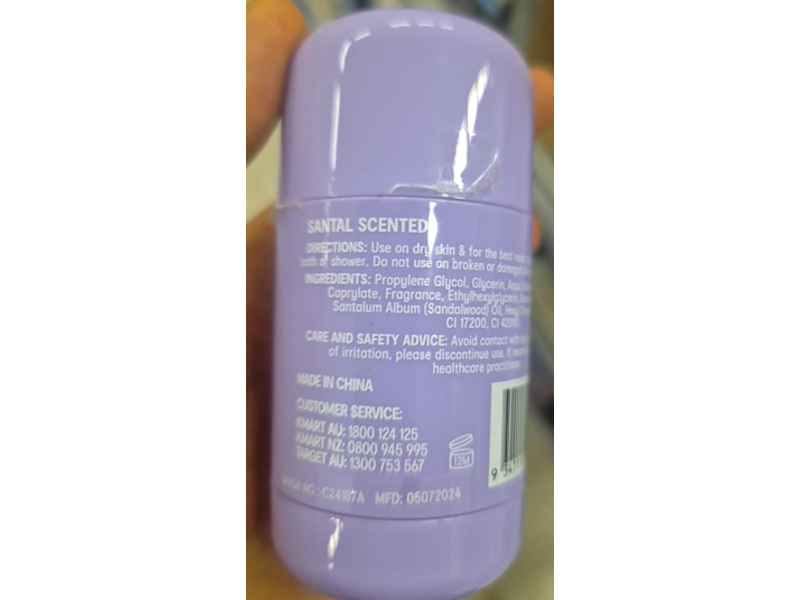 SANTAL SCENTED
DIRECTIONS: Use on dry skin & for the best
bath or shower. Do not use on broken or damaged
INGREDIENTS: Propylene Glycol, Glycerin, Aqua,
Caprylate, Fragrance, Ethylhexylglycerin,
Santalum Album (Sandalwood) Oil,
CI 17200, CI 42090
CARE AND SAFETY ADVICE: Avoid contact with
of irritation, please discontinue use. If
healthcare practitioner
MADE IN CHINA
CUSTOMER SERVICE:
KMART AU: 1800 124 125
KMART NZ: 0800 945 995
TARGET AU: 1300 753 567
12M
BATCH NO.: C24187A MFD: 05072024